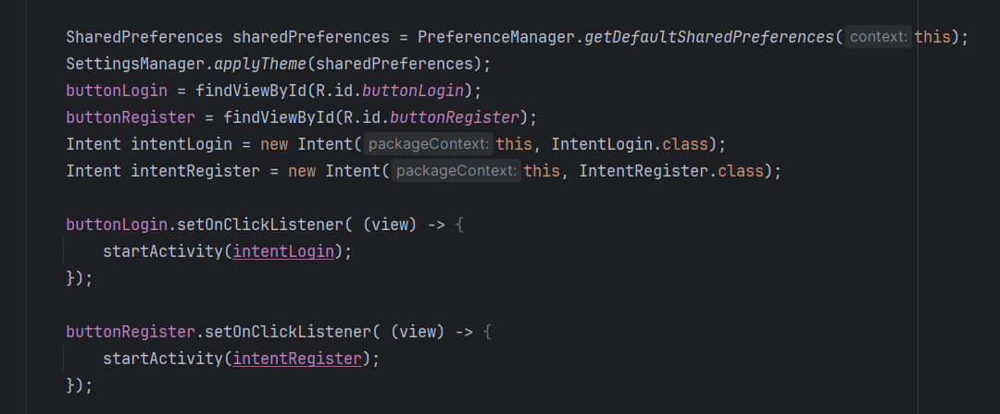 SharedPreferences sharedPreferences = PreferenceManager.getDefaultSharedPreferences( context: this);
SettingsManager.applyTheme(sharedPreferences);
buttonLogin = findViewById(R.id.buttonLogin);
buttonRegister = findViewById(R.id.buttonRegister);
Intent intentLogin = new Intent( packageContext: this, IntentLogin.class);
Intent intentRegister = new Intent( packageContext: this, IntentRegister.class);
buttonLogin.setOnClickListener( (view) -> {
startActivity(intentLogin);
});
buttonRegister.setOnClickListener( (view) -> {
startActivity(intentRegister);
});